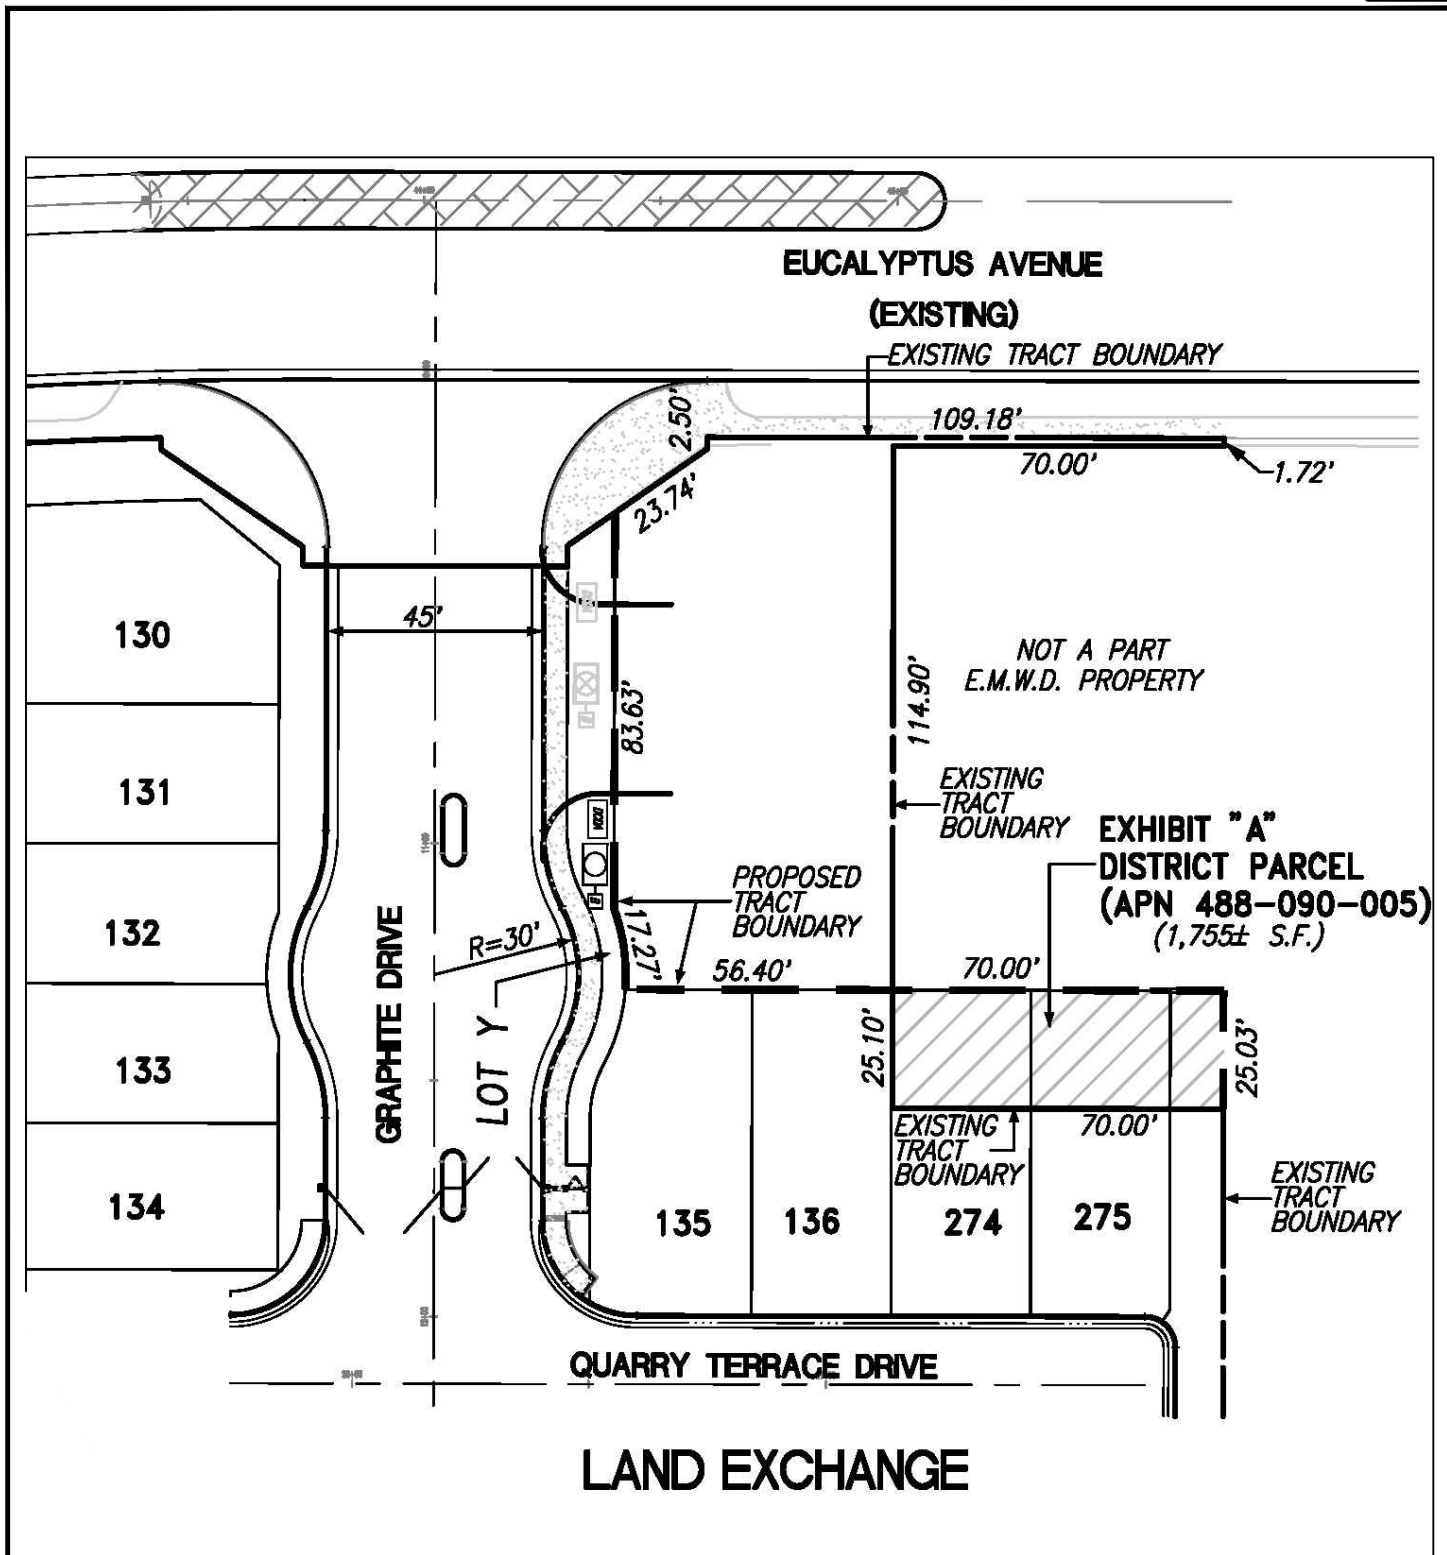 EUCALYPTUS AVENUE
(EXISTING)
EXISTING TRACT BOUNDARY
109.18'
2.50'
70.00'
1.72'
23.74'
45'
130
NOT A PART
E.M.W.D. PROPERTY
83.63'
114.90'
131
EXISTING
TRACT
BOUNDARY
EXHIBIT "A"
DISTRICT PARCEL
(APN 488-090-005)
(1,755± S.F.)
PROPOSED
TRACT
BOUNDARY
132
R=30'
17.27'
56.40'
70.00'
GRAPHITE DRIVE
LOT Y
25.10'
25.03'
133
EXISTING
TRACT
BOUNDARY
70.00'
134
135
136
274
275
EXISTING
TRACT
BOUNDARY
QUARRY TERRACE DRIVE
LAND EXCHANGE